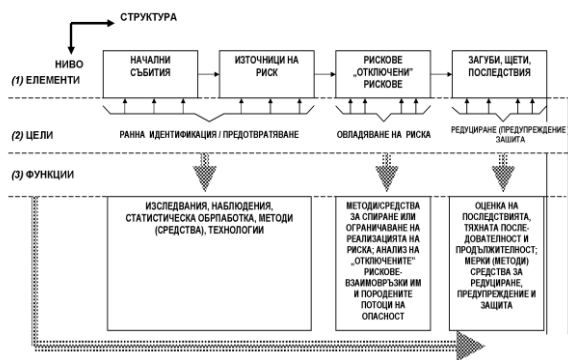 СТРУКТУРА
НИВО
НАЧАЛНИ
СЪБИТИЯ
ИЗТОЧНИЦИ НА
РИСК
РИСКОВЕ
„ОТКЛЮЧЕНИ"
РИСКОВЕ
ЗАГУБИ, ЩЕТИ,
ПОСЛЕДСТВИЯ
(1) ЕЛЕМЕНТИ
(2) ЦЕЛИ
РАННА ИДЕНТИФИКАЦИЯ / ПРЕДОТВРАТЯВАНЕ
ОВЛАДЯВАНЕ НА РИСКА
РЕДУЦИРАНЕ (ПРЕДУПРЕЖДЕНИЕ
ЗАЩИТА
(3) ФУНКЦИИ
ИЗСЛЕДВАНИЯ, НАБЛЮДЕНИЯ,
СТАТИСТИЧЕСКА ОБРПАБОТКА, МЕТОДИ
(СРЕДСТВА), ТЕХНОЛОГИИ
МЕТОДИ/СРЕДСТВА
ЗА СПИРАНЕ ИЛИ
ОГРАНИЧАВАНЕ НА
РЕАЛИЗАЦИЯТА НА
РИСКА; АНАЛИЗ НА
„ОТКЛЮЧЕНИТЕ"
РИСКОВЕ-
ВЗАИМОВРЪЗКИ ИМ
И ПОРОДЕНИТЕ
ПОТОЦИ НА
ОПАСНОСТ
ОЦЕНКА НА
ПОСЛЕДСТВИЯТА,
ТЯХНАТА ПОСЛЕ-
ДОВАТЕЛНОСТ И
ПРОДЪЛЖИТЕЛНОСТ;
МЕРКИ (МЕТОДИ)
СРЕДСТВА ЗА
РЕДУЦИРАНЕ,
ПРЕДУПРЕЖДЕНИЕ И
ЗАЩИТА